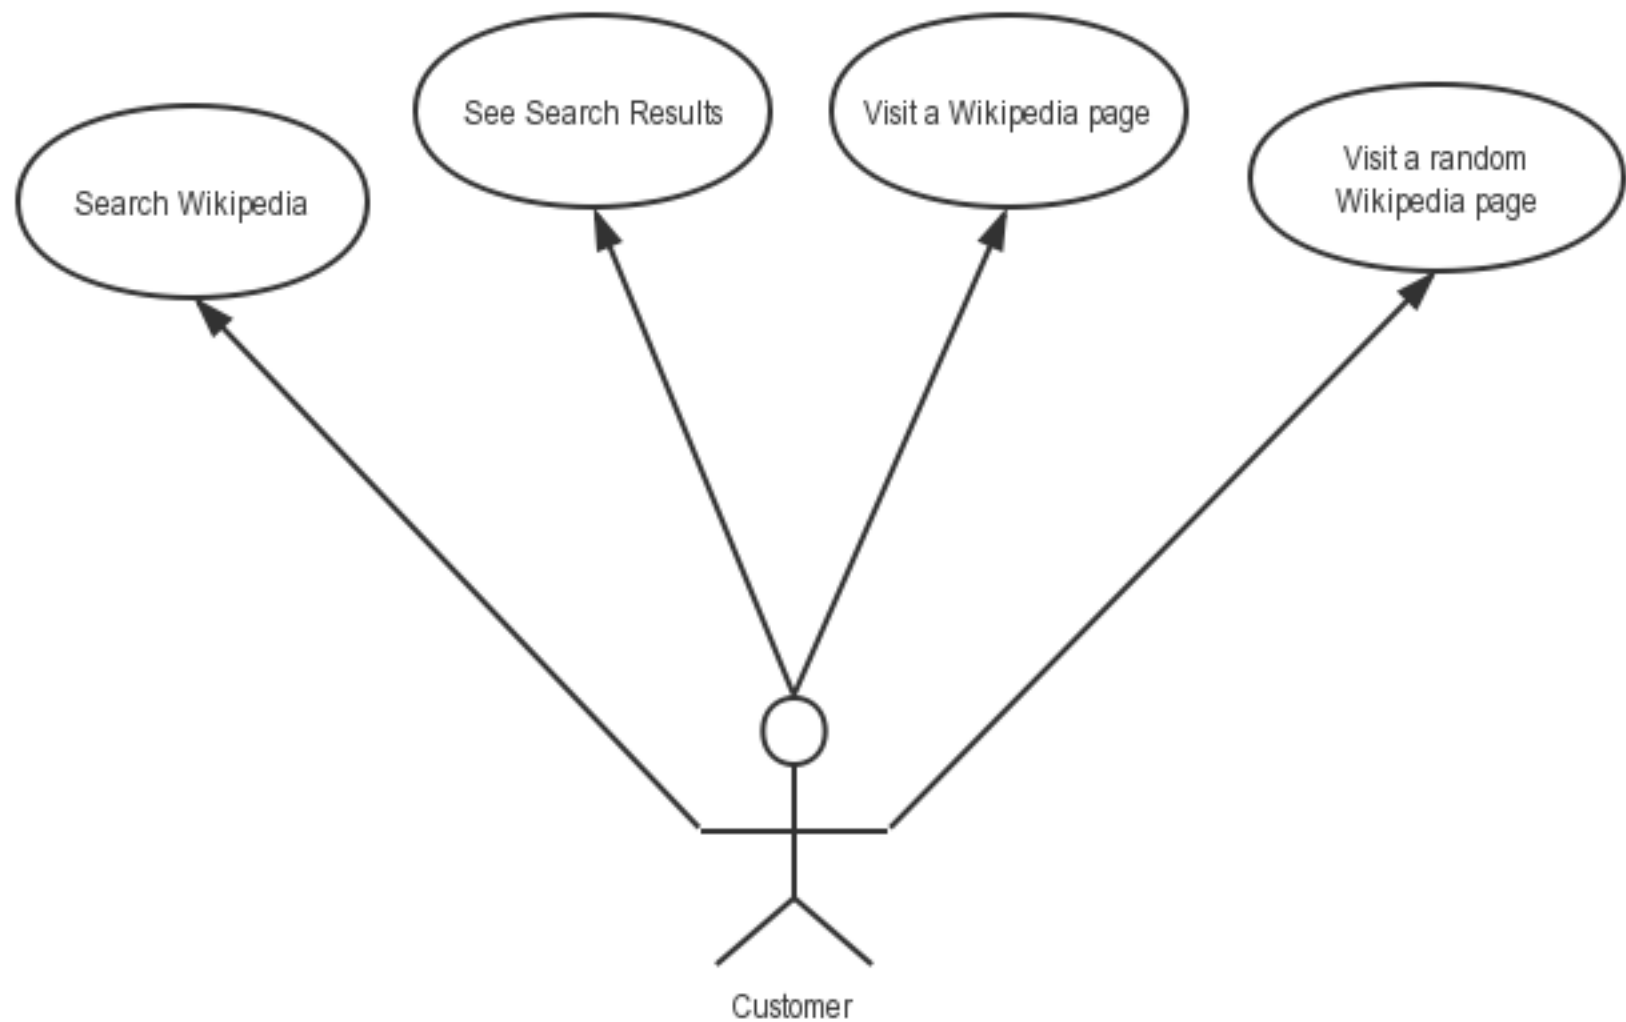 Search Wikipedia
See Search Results
Visit a Wikipedia page
Visit a random
Wikipedia page
Customer